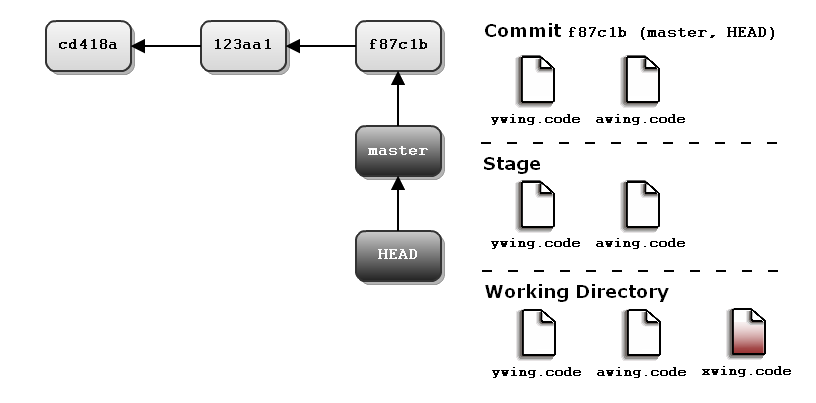 cd418a
123aa1
f87c1b
master
HEAD
Commit f87c1b (master, HEAD)
ywing.code
awing.code
Stage
ywing.code
awing.code
Working Directory
ywing.code
awing.code
xwing.code